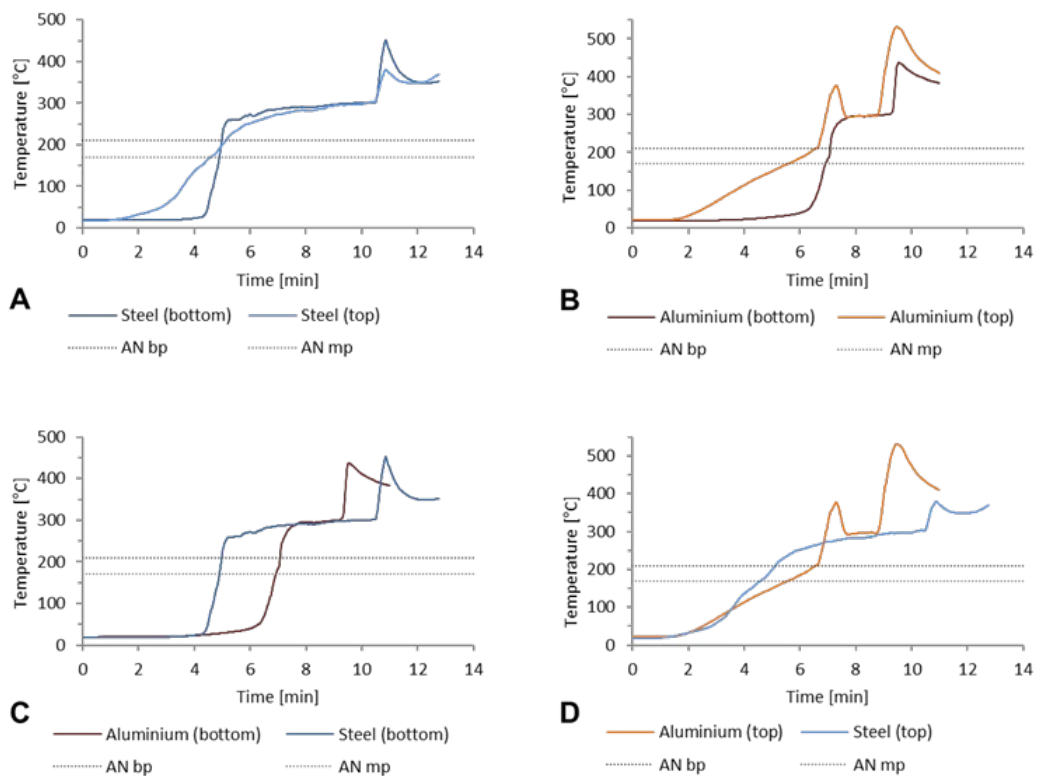 500
400
300
200
100
0
Temperature [°C]
0 2 4 6 8 10 12 14
Time [min]
A
Steel (bottom) Steel (top)
AN bp AN mp
500
400
300
200
100
0
Temperature [°C]
0 2 4 6 8 10 12 14
Time [min]
B
Aluminium (bottom) Aluminium (top)
AN bp AN mp
500
400
300
200
100
0
Temperature [°C]
0 2 4 6 8 10 12 14
Time [min]
C
Aluminium (bottom) Steel (bottom)
AN bp AN mp
500
400
300
200
100
0
Temperature [°C]
0 2 4 6 8 10 12 14
Time [min]
D
Aluminium (top) Steel (top)
AN bp AN mp